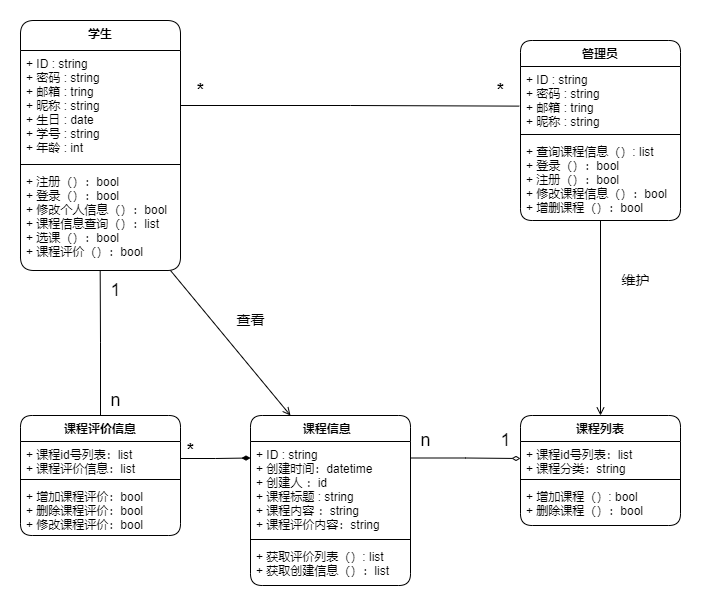 学生
+ ID : string
+ 密码 : string
+ 邮箱 : tring
+ 昵称 : string
+ 生日 : date
+ 学号 : string
+ 年龄 : int
+ 注册（）：bool
+ 登录（）：bool
+ 修改个人信息（）：bool
+ 课程信息查询（）：list
+ 选课（）：bool
+ 课程评价（）：bool
*
*
管理员
+ ID : string
+ 密码 : string
+ 邮箱 : tring
+ 昵称 : string
+ 查询课程信息（）: list
+ 登录（）：bool
+ 注册（）：bool
+ 修改课程信息（）：bool
+ 增删课程（）：bool
1
查看
维护
n
课程评价信息
+ 课程id号列表：list
+ 课程评价信息：list
+ 增加课程评价：bool
+ 删除课程评价：bool
+ 修改课程评价：bool
*
课程信息
+ ID : string
+ 创建时间：datetime
+ 创建人 ：id
+ 课程标题 : string
+ 课程内容 ：string
+ 课程评价内容：string
+ 获取评价列表（）: list
+ 获取创建信息（）：list
n
1
课程列表
+ 课程id号列表：list
+ 课程分类：string
+ 增加课程（）: bool
+ 删除课程（）：bool